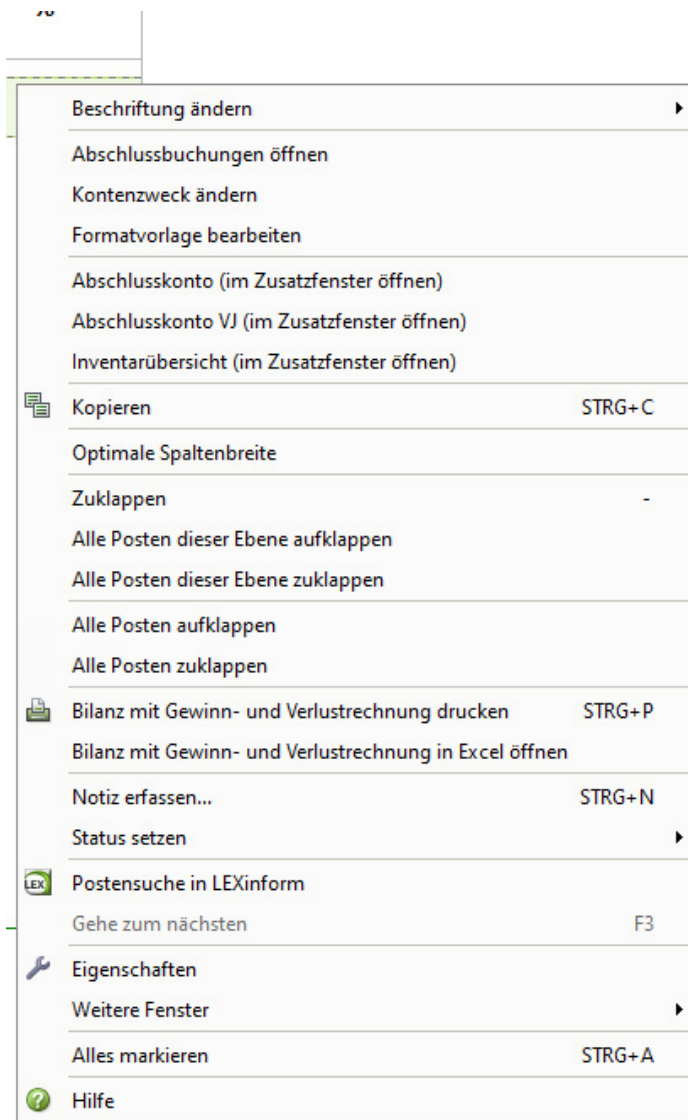 Beschriftung ändern
Abschlussbuchungen öffnen
Kontenzweck ändern
Formatvorlage bearbeiten
Abschlusskonto (im Zusatzfenster öffnen)
Abschlusskonto VJ (im Zusatzfenster öffnen)
Inventarübersicht (im Zusatzfenster öffnen)
Kopieren STRG+C
Optimale Spaltenbreite
Zuklappen -
Alle Posten dieser Ebene aufklappen
Alle Posten dieser Ebene zuklappen
Alle Posten aufklappen
Alle Posten zuklappen
Bilanz mit Gewinn- und Verlustrechnung drucken STRG+P
Bilanz mit Gewinn- und Verlustrechnung in Excel öffnen
Notiz erfassen... STRG+N
Status setzen
LEX Postensuche in LEXinform
Gehe zum nächsten F3
Eigenschaften
Weitere Fenster
Alles markieren STRG+A
? Hilfe